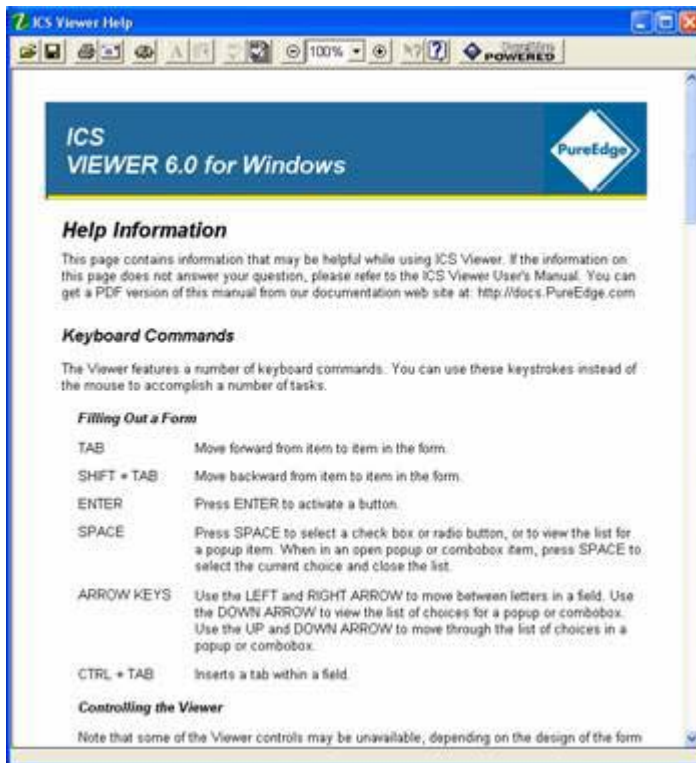 ICS Viewer Help
100%
POWERED
ICS
VIEWER 6.0 for Windows
PureEdge
Help Information
This page contains information that may be helpful while using ICS Viewer. If the information on
this page does not answer your question, please refer to the ICS Viewer User's Manual. You can
get a PDF version of this manual from our documentation web site at: http://docs.PureEdge.com
Keyboard Commands
The Viewer features a number of keyboard commands. You can use these keystrokes instead of
the mouse to accomplish a number of tasks.
Filling Out a Form
TAB Move forward from item to item in the form.
SHIFT + TAB Move backward from item to item in the form.
ENTER Press ENTER to activate a button.
SPACE Press SPACE to select a check box or radio button, or to view the list for
a popup item. When in an open popup or combobox item, press SPACE to
select the current choice and close the list.
ARROW KEYS Use the LEFT and RIGHT ARROW to move between letters in a field. Use
the DOWN ARROW to view the list of choices for a popup or combobox.
Use the UP and DOWN ARROW to move through the list of choices in a
popup or combobox.
CTRL + TAB Inserts a tab within a field.
Controlling the Viewer
Note that some of the Viewer controls may be unavailable, depending on the design of the form